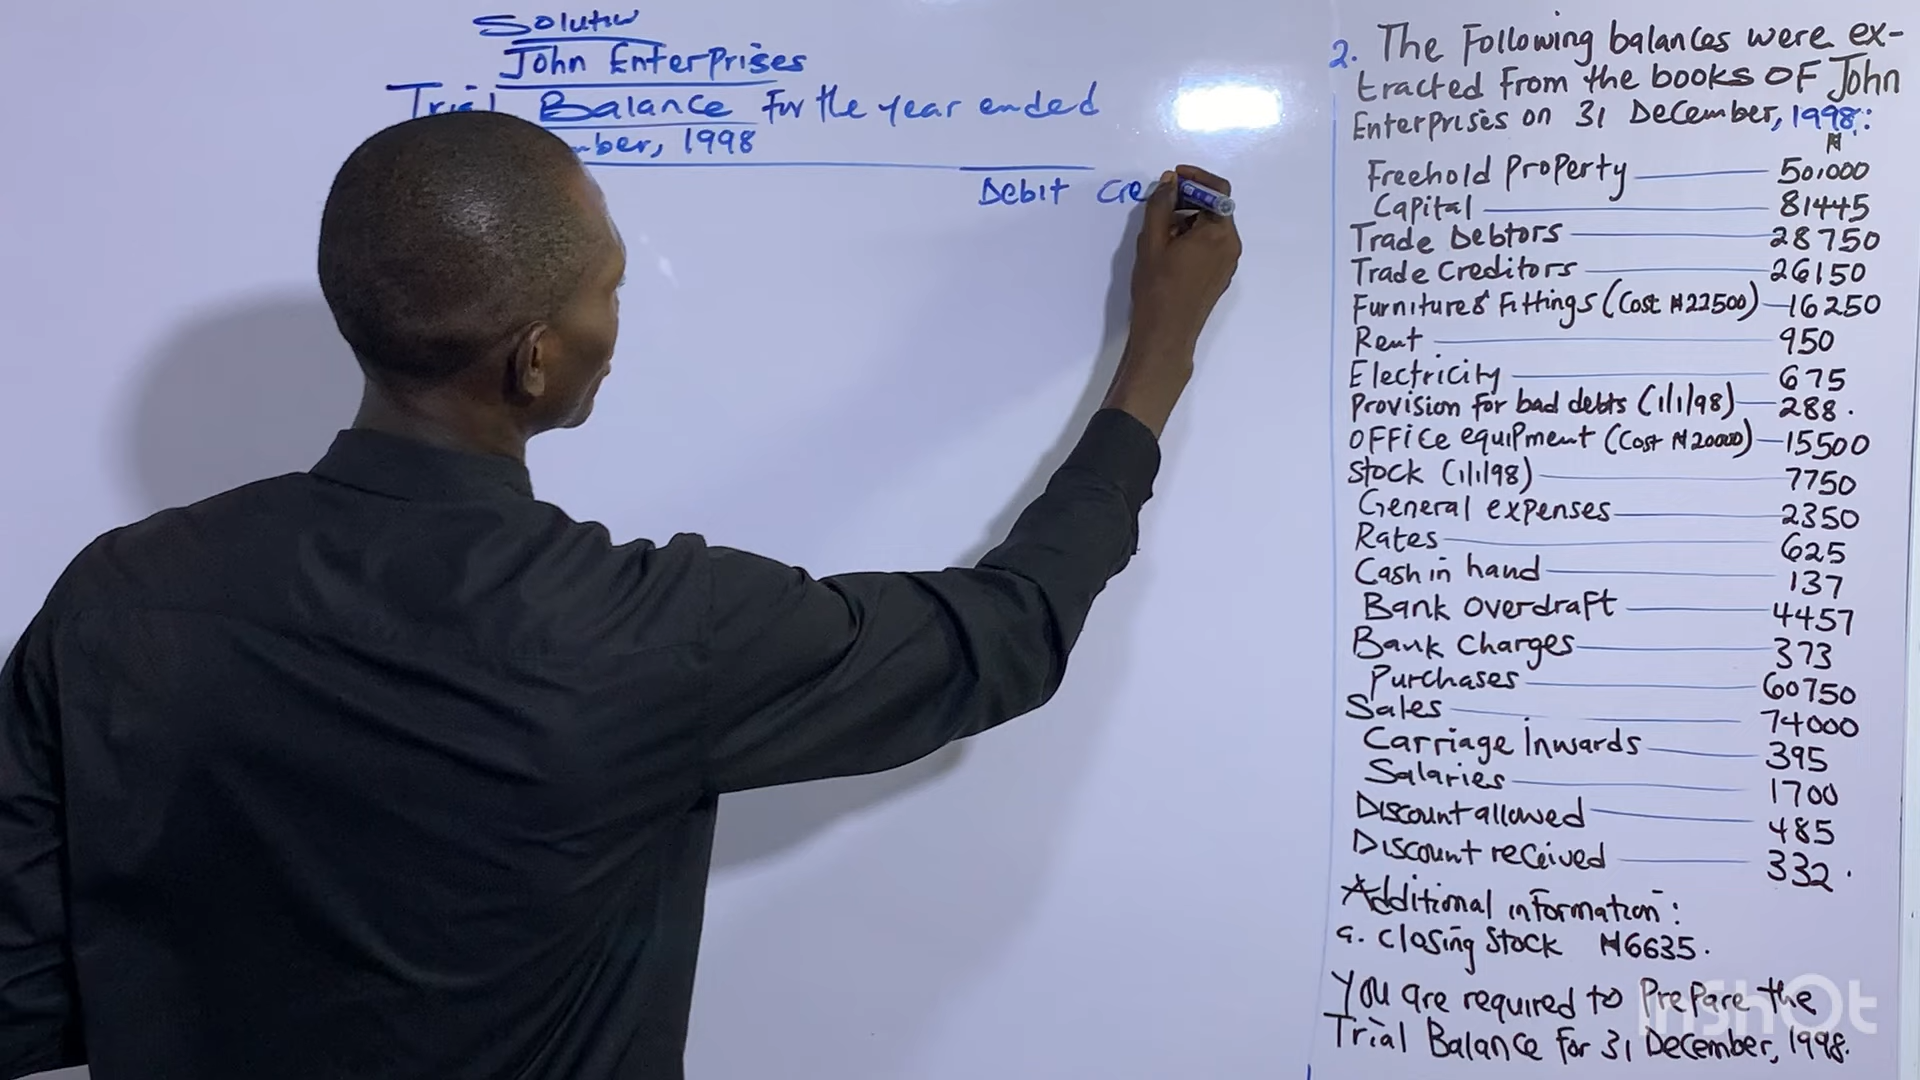 Solution
John Enterprises
Trial Balance for the year ended
mber, 1998
Debit Cre
2. The Following balances were ex-
tracted from the books of John
Enterprises on 31 December, 1998:
₦
Freehold Property 50,000
Capital 81445
Trade Debtors 28750
Trade Creditors 26150
Furniture & Fittings (Cost ₦22500) 16250
Rent 950
Electricity 675
Provision for bad debts (1/1/98) 288.
Office equipment (Cost ₦20000) 15500
Stock (1/1/98) 7750
General expenses 2350
Rates 625
Cash in hand 137
Bank Overdraft 4457
Bank Charges 373
Purchases 60750
Sales 74000
Carriage Inwards 395
Salaries 1700
Discount allowed 485
Discount received 332.
Additional information:
a. Closing Stock ₦6635.
You are required to prepare the
Trial Balance for 31 December, 1998.
InShOt